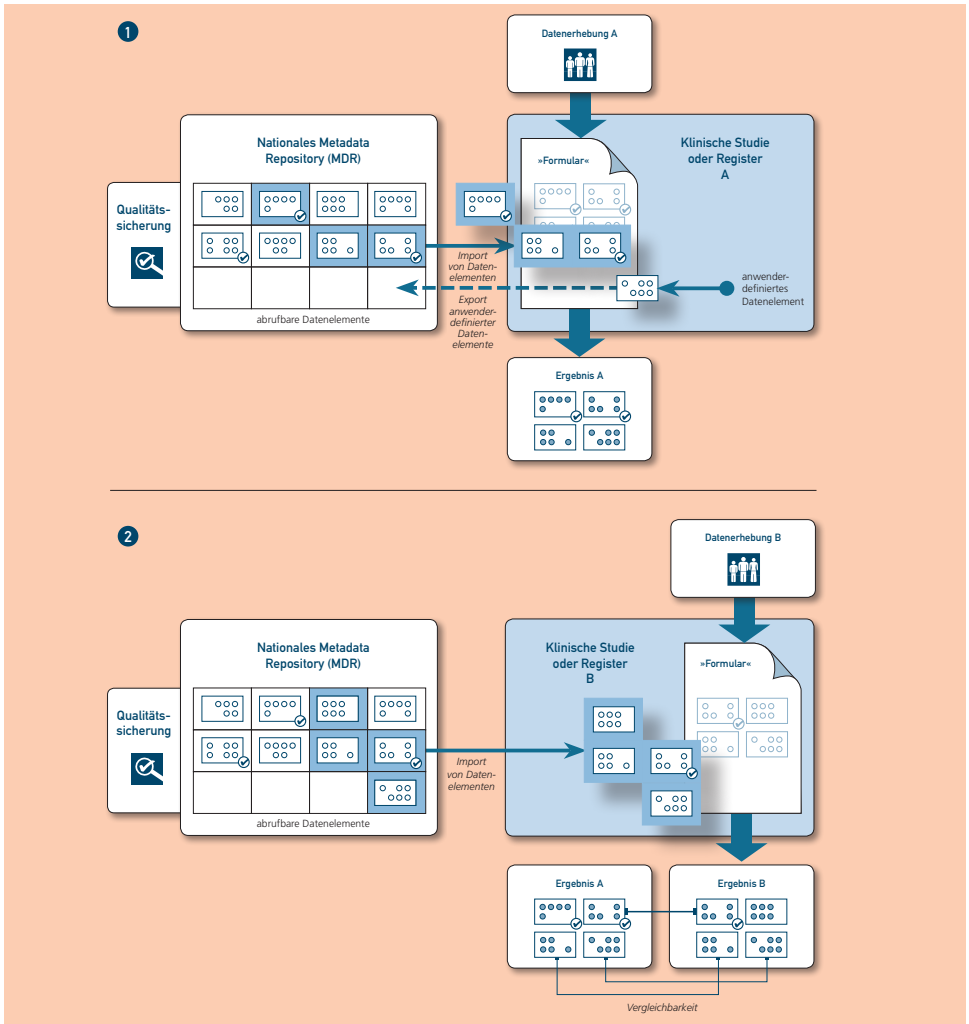 1
Datenerhebung A
Nationales Metadata
Repository (MDR)
Klinische Studie
oder Register
A
»Formular«
Qualitäts-
sicherung
Import
von Daten-
elementen
anwender-
definiertes
Datenelement
Export
anwender-
definierter
Daten-
elemente
abrufbare Datenelemente
Ergebnis A
2
Datenerhebung B
Nationales Metadata
Repository (MDR)
Klinische Studie
oder Register
B
»Formular«
Qualitäts-
sicherung
Import
von Daten-
elementen
abrufbare Datenelemente
Ergebnis A
Ergebnis B
Vergleichbarkeit